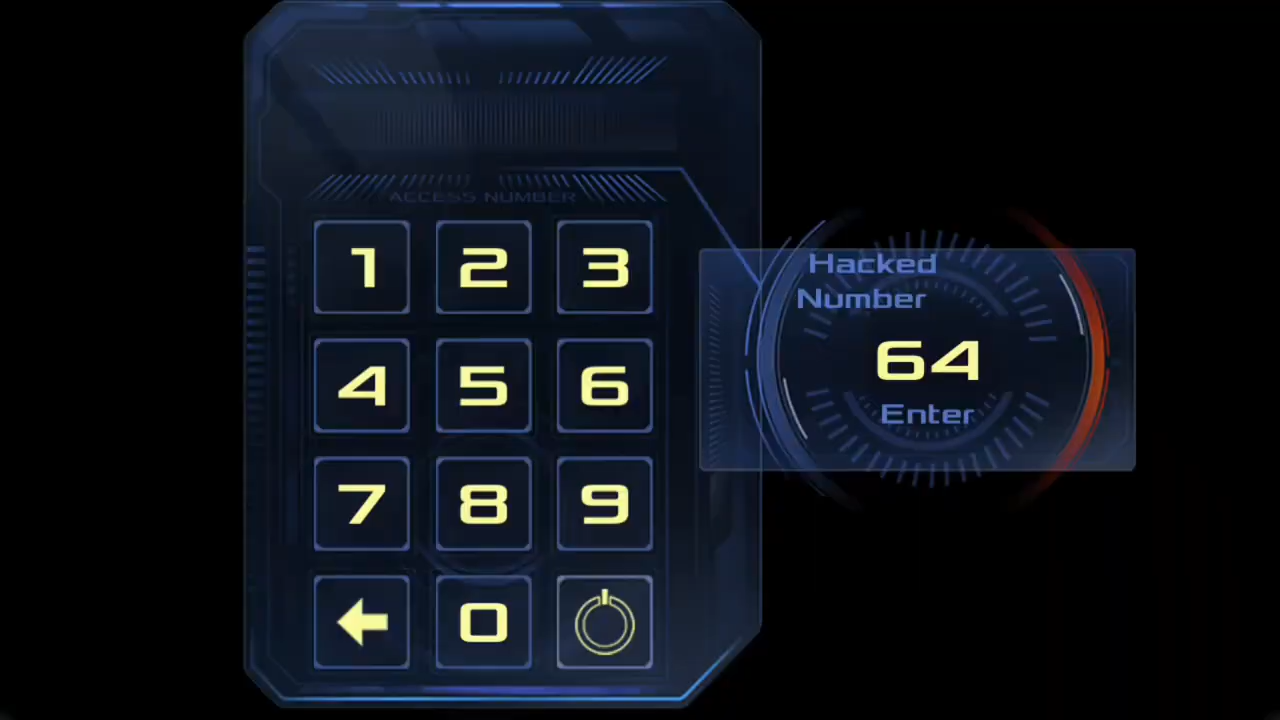 ACCESS NUMBER
1 2 3
4 5 6
7 8 9
0
Hacked
Number
64
Enter